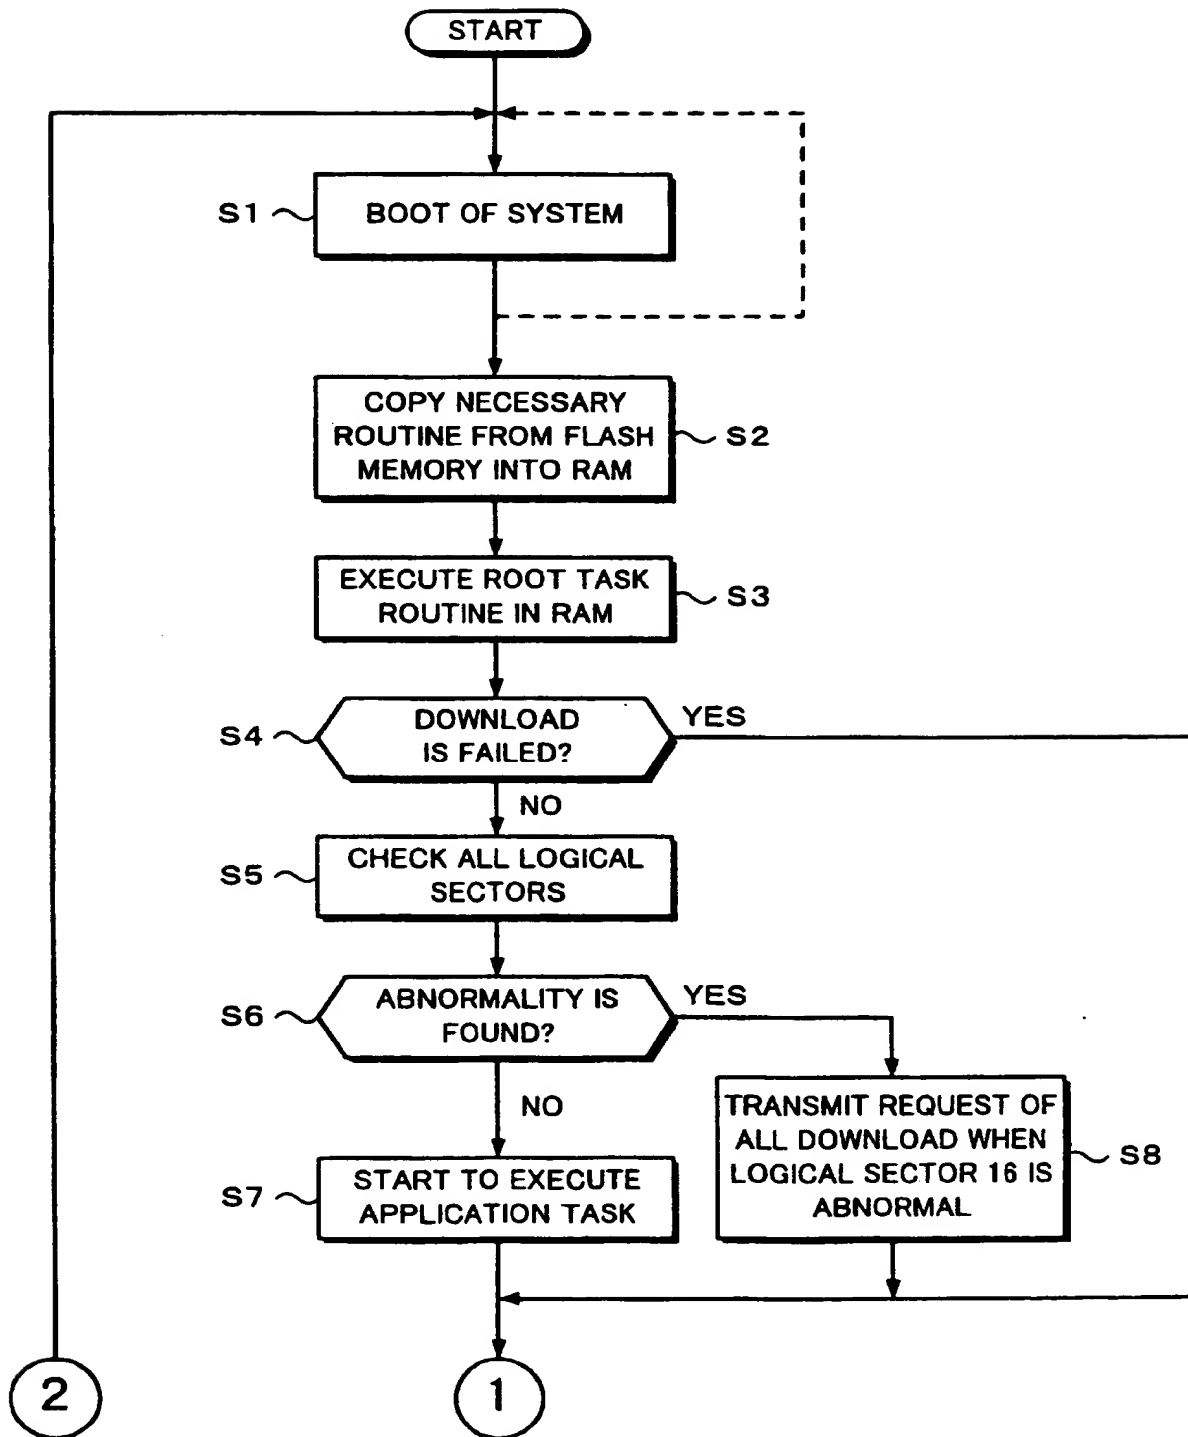 START
S1
BOOT OF SYSTEM
COPY NECESSARY
ROUTINE FROM FLASH
MEMORY INTO RAM
S2
EXECUTE ROOT TASK
ROUTINE IN RAM
S3
S4
DOWNLOAD
IS FAILED?
YES
NO
S5
CHECK ALL LOGICAL
SECTORS
S6
ABNORMALITY IS
FOUND?
YES
NO
TRANSMIT REQUEST OF
ALL DOWNLOAD WHEN
LOGICAL SECTOR 16 IS
ABNORMAL
S8
S7
START TO EXECUTE
APPLICATION TASK
2
1